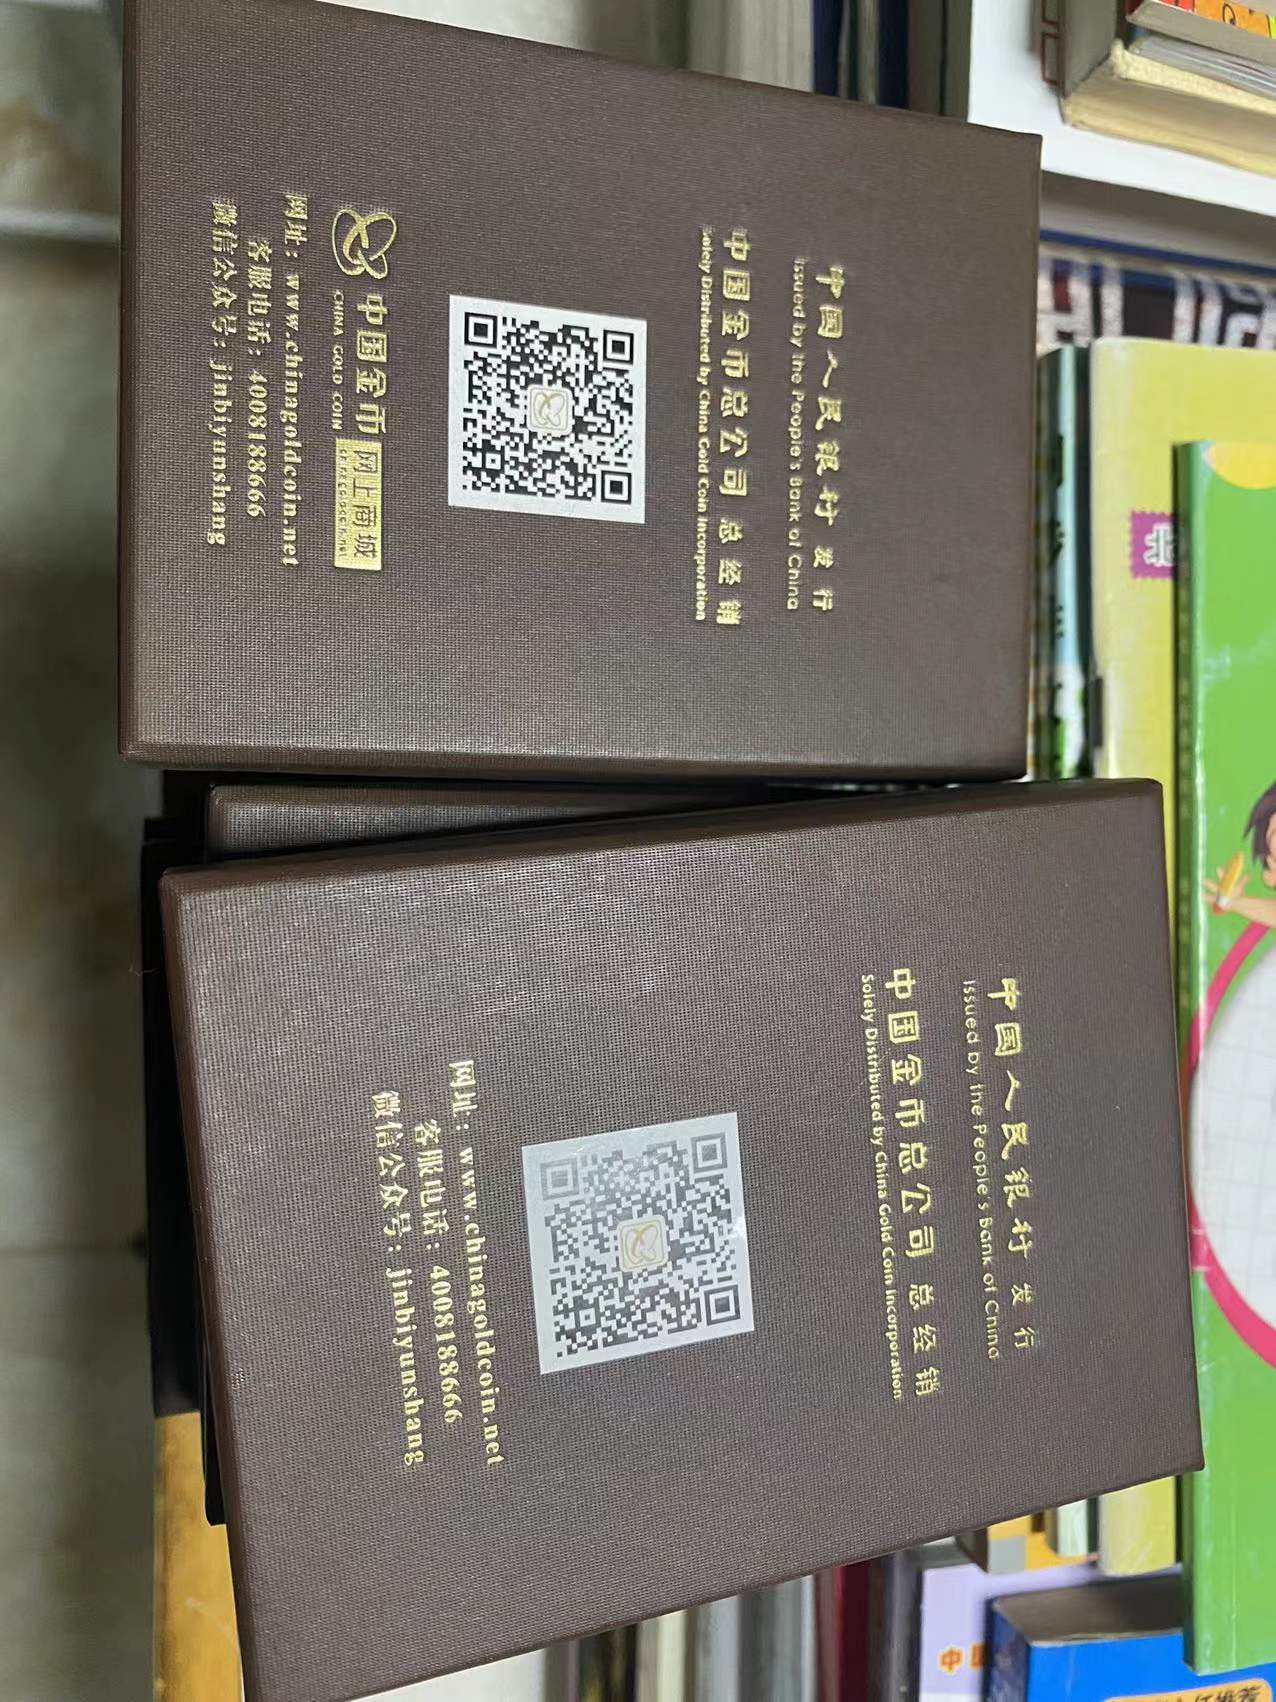 中国人民银行 发行
Issued by the People's Bank of China
中国金币总公司 总经销
Solely Distributed by China Gold Coin Incorporation
中国金币
CHINA GOLD COIN
网上商城
网址：www.chinagoldcoin.net
客服电话：4008188666
微信公众号：jinbiyunshang
中国人民银行 发行
Issued by the People's Bank of China
中国金币总公司 总经销
Solely Distributed by China Gold Coin Incorporation
网址：www.chinagoldcoin.net
客服电话：4008188666
微信公众号：jinbiyunshang